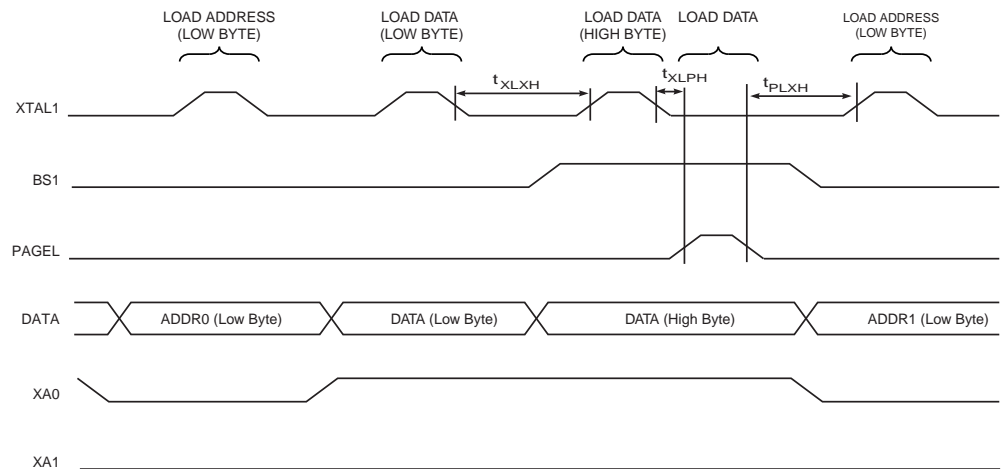 LOAD ADDRESS
(LOW BYTE)
LOAD DATA
(LOW BYTE)
LOAD DATA
(HIGH BYTE)
LOAD DATA
LOAD ADDRESS
(LOW BYTE)
XTAL1
tXLXH
tXLPH
tPLXH
BS1
PAGEL
DATA
ADDR0 (Low Byte)
DATA (Low Byte)
DATA (High Byte)
ADDR1 (Low Byte)
XA0
XA1